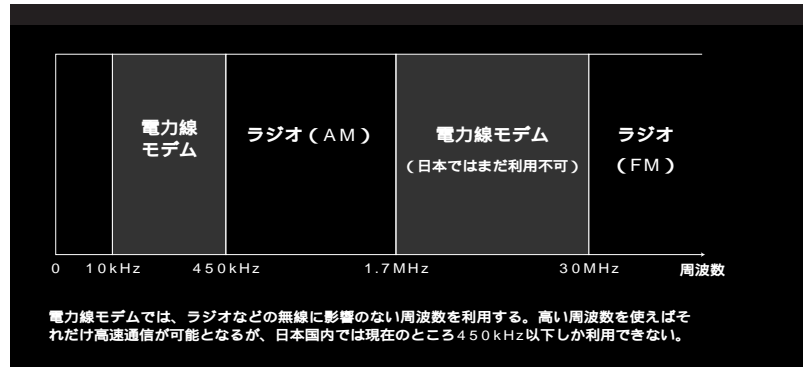 電力線
モデム
ラジオ(AM)
電力線モデム
(日本ではまだ利用不可)
ラジオ
(FM)
0 10kHz 450kHz 1.7MHz 30MHz 周波数
電力線モデムでは、ラジオなどの無線に影響のない周波数を利用する。高い周波数を使えばそ
れだけ高速通信が可能となるが、日本国内では現在のところ450kHz以下しか利用できない。